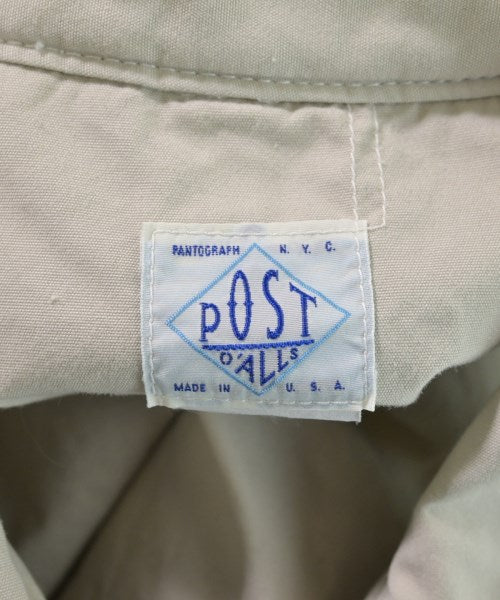 PANTOGRAPH N. Y. C.
POST
O'ALLS
MADE IN U. S. A.